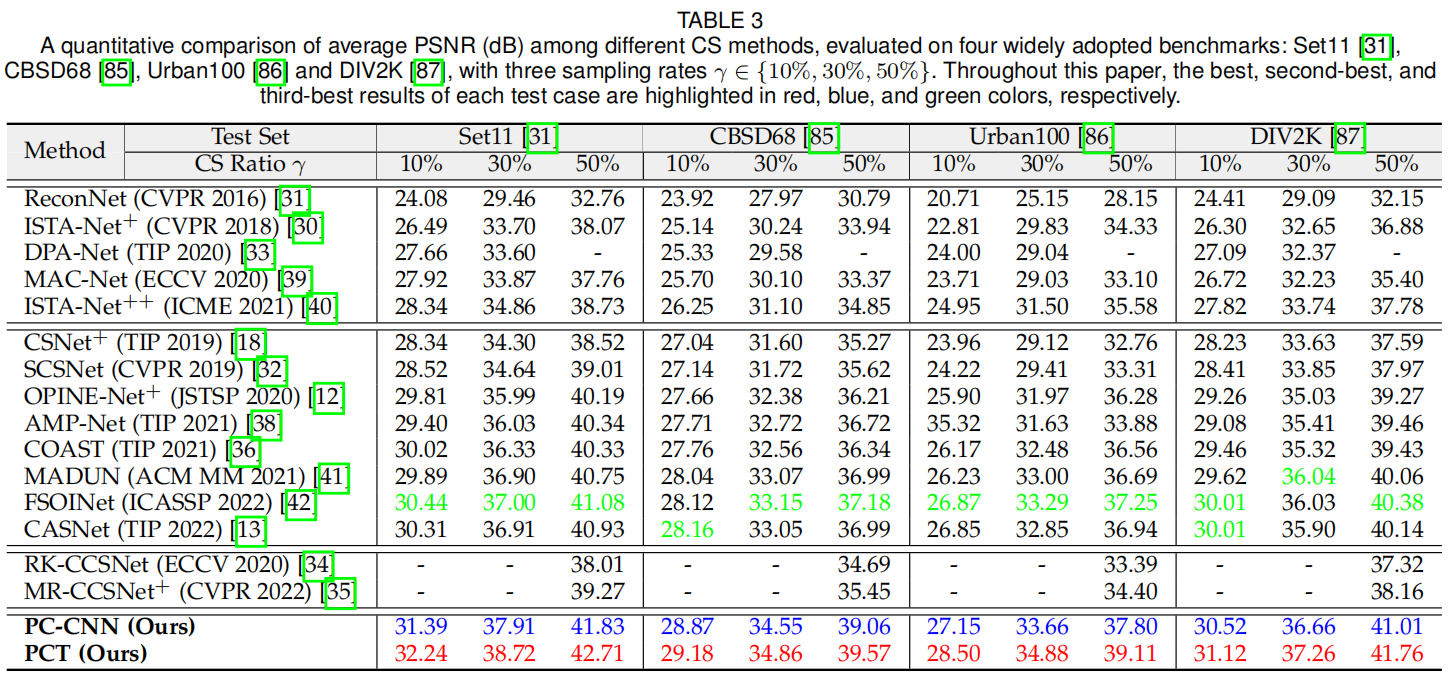 TABLE 3
A quantitative comparison of average PSNR (dB) among different CS methods, evaluated on four widely adopted benchmarks: Set11 [31],
CBSD68 [85], Urban100 [86] and DIV2K [87], with three sampling rates γ ∈ {10%, 30%, 50%}. Throughout this paper, the best, second-best, and
third-best results of each test case are highlighted in red, blue, and green colors, respectively.
Method Test Set Set11 [31] CBSD68 [85] Urban100 [86] DIV2K [87]
CS Ratio γ 10% 30% 50% 10% 30% 50% 10% 30% 50% 10% 30% 50%
ReconNet (CVPR 2016) [31] 24.08 29.46 32.76 23.92 27.97 30.79 20.71 25.15 28.15 24.41 29.09 32.15
ISTA-Net+ (CVPR 2018) [30] 26.49 33.70 38.07 25.14 30.24 33.94 22.81 29.83 34.33 26.30 32.65 36.88
DPA-Net (TIP 2020) [33] 27.66 33.60 - 25.33 29.58 - 24.00 29.04 - 27.09 32.37 -
MAC-Net (ECCV 2020) [39] 27.92 33.87 37.76 25.70 30.10 33.37 23.71 29.03 33.10 26.72 32.23 35.40
ISTA-Net++ (ICME 2021) [40] 28.34 34.86 38.73 26.25 31.10 34.85 24.95 31.50 35.58 27.82 33.74 37.78
CSNet+ (TIP 2019) [18] 28.34 34.30 38.52 27.04 31.60 35.27 23.96 29.12 32.76 28.23 33.63 37.59
SCSNet (CVPR 2019) [32] 28.52 34.64 39.01 27.14 31.72 35.62 24.22 29.41 33.31 28.41 33.85 37.97
OPINE-Net+ (JSTSP 2020) [12] 29.81 35.99 40.19 27.66 32.38 36.21 25.90 31.97 36.28 29.26 35.03 39.27
AMP-Net (TIP 2021) [38] 29.40 36.03 40.34 27.71 32.72 36.72 35.32 31.63 33.88 29.08 35.41 39.46
COAST (TIP 2021) [36] 30.02 36.33 40.33 27.76 32.56 36.34 26.17 32.48 36.56 29.46 35.32 39.43
MADUN (ACM MM 2021) [41] 29.89 36.90 40.75 28.04 33.07 36.99 26.23 33.00 36.69 29.62 36.04 40.06
FSOINet (ICASSP 2022) [42] 30.44 37.00 41.08 28.12 33.15 37.18 26.87 33.29 37.25 30.01 36.03 40.38
CASNet (TIP 2022) [13] 30.31 36.91 40.93 28.16 33.05 36.99 26.85 32.85 36.94 30.01 35.90 40.14
RK-CCSNet (ECCV 2020) [34] - - 38.01 - - 34.69 - - 33.39 - - 37.32
MR-CCSNet+ (CVPR 2022) [35] - - 39.27 - - 35.45 - - 34.40 - - 38.16
PC-CNN (Ours) 31.39 37.91 41.83 28.87 34.55 39.06 27.15 33.66 37.80 30.52 36.66 41.01
PCT (Ours) 32.24 38.72 42.71 29.18 34.86 39.57 28.50 34.88 39.11 31.12 37.26 41.76